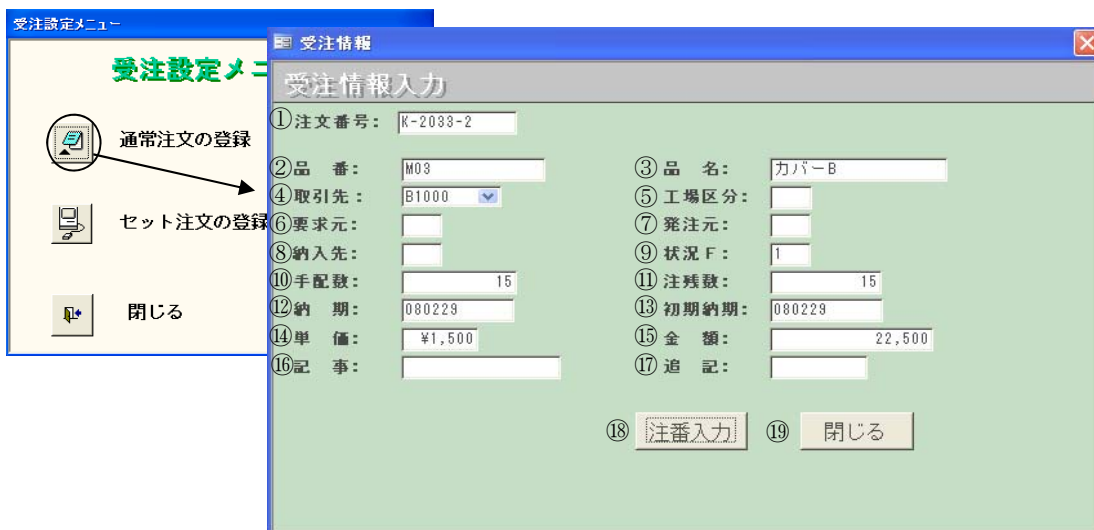 受注設定メニュー
受注設定メニ
通常注文の登録
セット注文の登録
閉じる
受注情報
受注情報入力
①注文番号: K-2033-2
②品 番: M03 ③品 名: カバーB
④取引先: B1000 ⑤工場区分:
⑥要求元: ⑦発注元:
⑧納入先: ⑨状況F: 1
⑩手配数: 15 ⑪注残数: 15
⑫納 期: 080229 ⑬初期納期: 080229
⑭単 価: ¥1,500 ⑮金 額: 22,500
⑯記 事: ⑰追 記:
⑱ 注番入力 ⑲ 閉じる